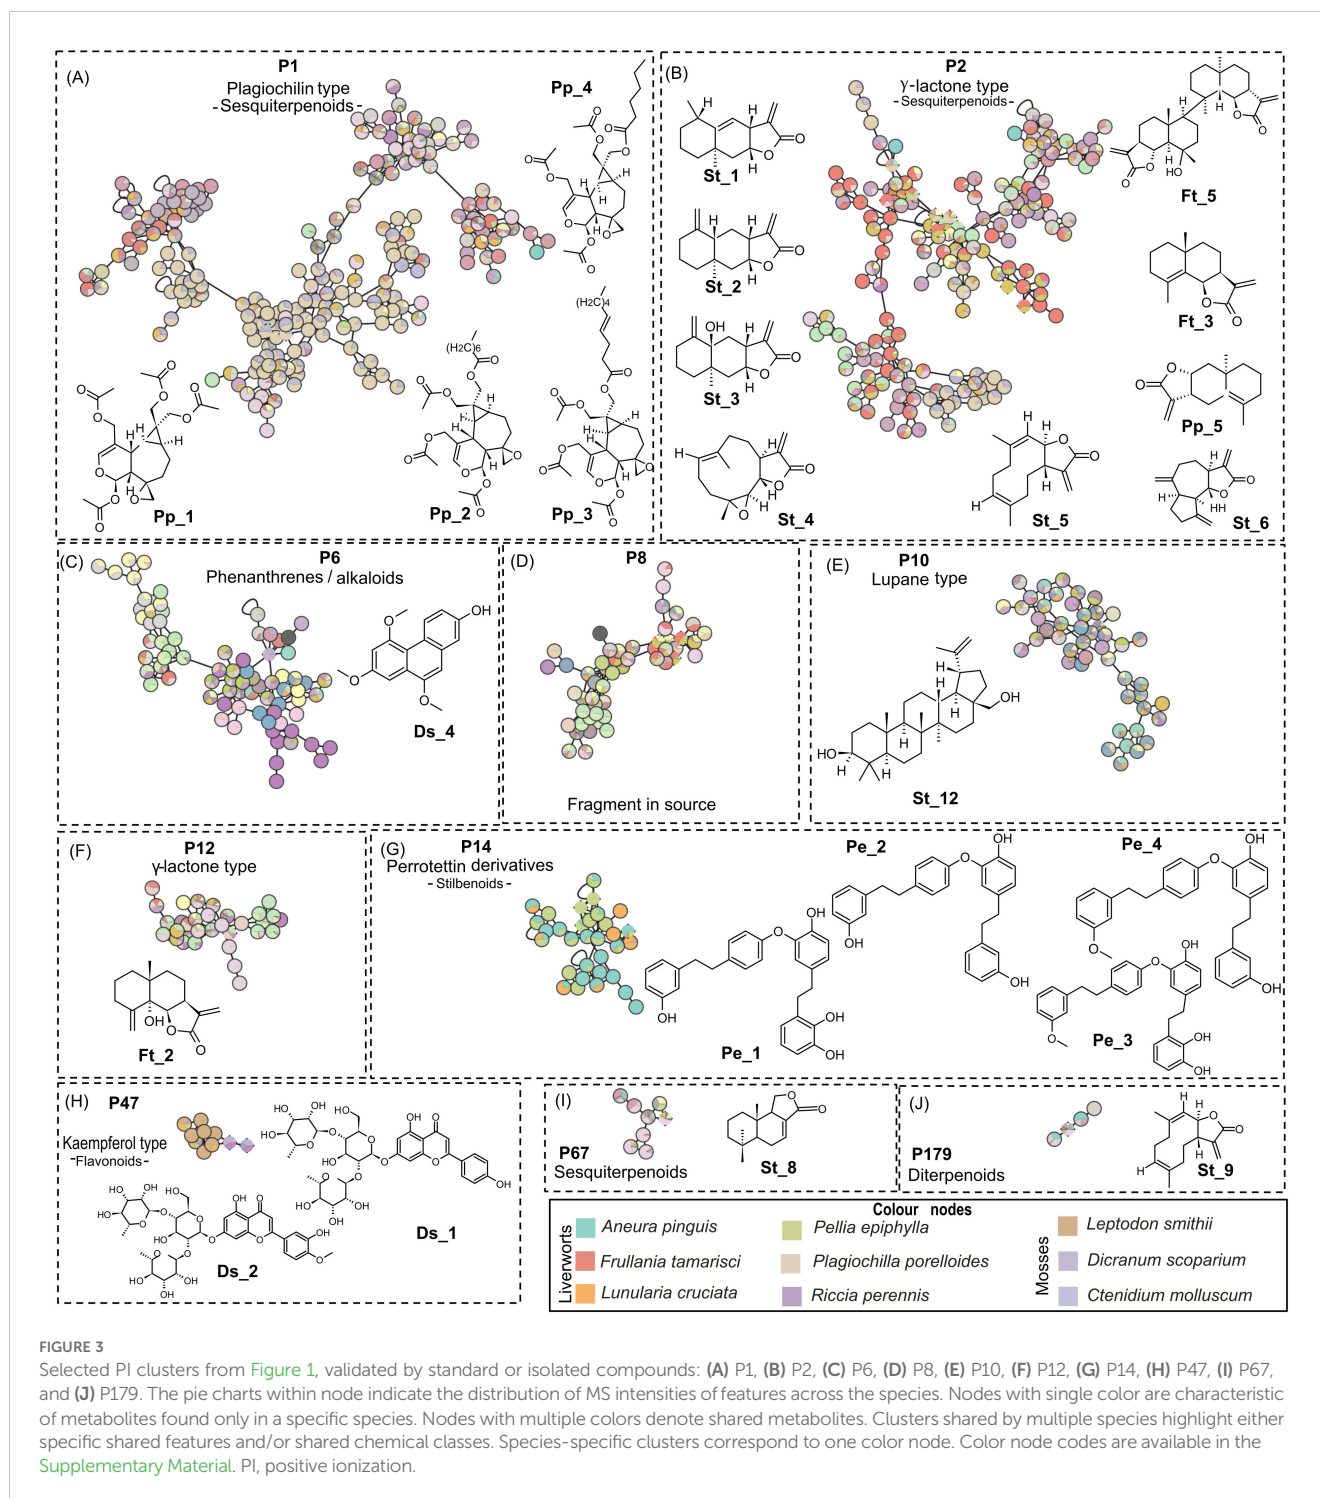 (A)
P1
Plagiochilin type
- Sesquiterpenoids -
Pp_4
Pp_1
Pp_2
Pp_3
(B)
P2
γ-lactone type
- Sesquiterpenoids -
St_1
St_2
St_3
St_4
St_5
St_6
Ft_5
Ft_3
Pp_5
(C)
P6
Phenanthrenes / alkaloids
Ds_4
(D)
P8
Fragment in source
(E)
P10
Lupane type
St_12
(F)
P12
γ-lactone type
Ft_2
(G)
P14
Perrottetin derivatives
- Stilbenoids -
Pe_2
Pe_4
Pe_1
Pe_3
(H)
P47
Kaempferol type
-Flavonoids-
Ds_1
Ds_2
(I)
P67
Sesquiterpenoids
St_8
(J)
P179
Diterpenoids
St_9
Colour nodes
Liverworts
Aneura pinguis
Frullania tamarisci
Lunularia cruciata
Pellia epiphylla
Plagiochilla porelloides
Riccia perennis
Mosses
Leptodon smithii
Dicranum scoparium
Ctenidium molluscum
FIGURE 3
Selected PI clusters from Figure 1, validated by standard or isolated compounds: (A) P1, (B) P2, (C) P6, (D) P8, (E) P10, (F) P12, (G) P14, (H) P47, (I) P67,
and (J) P179. The pie charts within node indicate the distribution of MS intensities of features across the species. Nodes with single color are characteristic
of metabolites found only in a specific species. Nodes with multiple colors denote shared metabolites. Clusters shared by multiple species highlight either
specific shared features and/or shared chemical classes. Species-specific clusters correspond to one color node. Color node codes are available in the
Supplementary Material. PI, positive ionization.